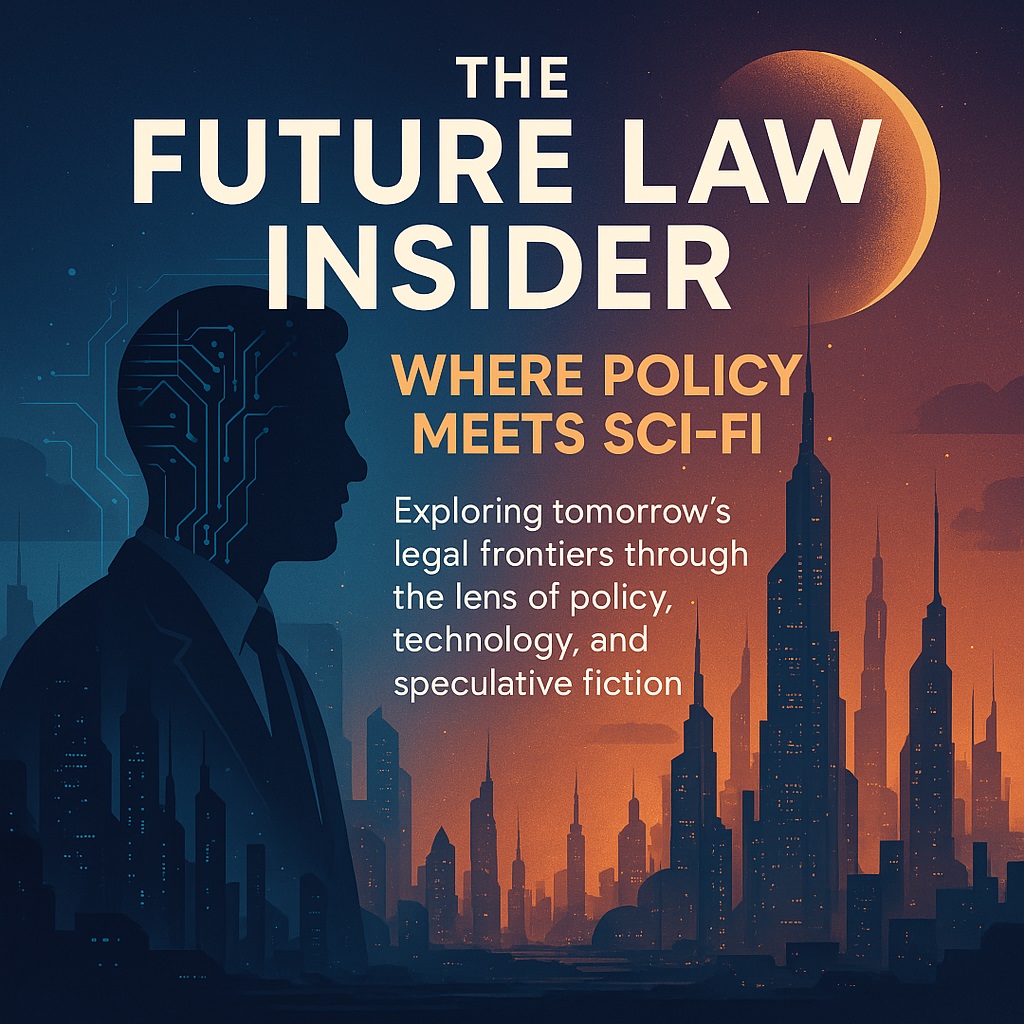 THE
FUTURE LAW
INSIDER
WHERE POLICY
MEETS SCI-FI
Exploring tomorrow’s
legal frontiers through
the lens of policy,
technology, and
speculative fiction